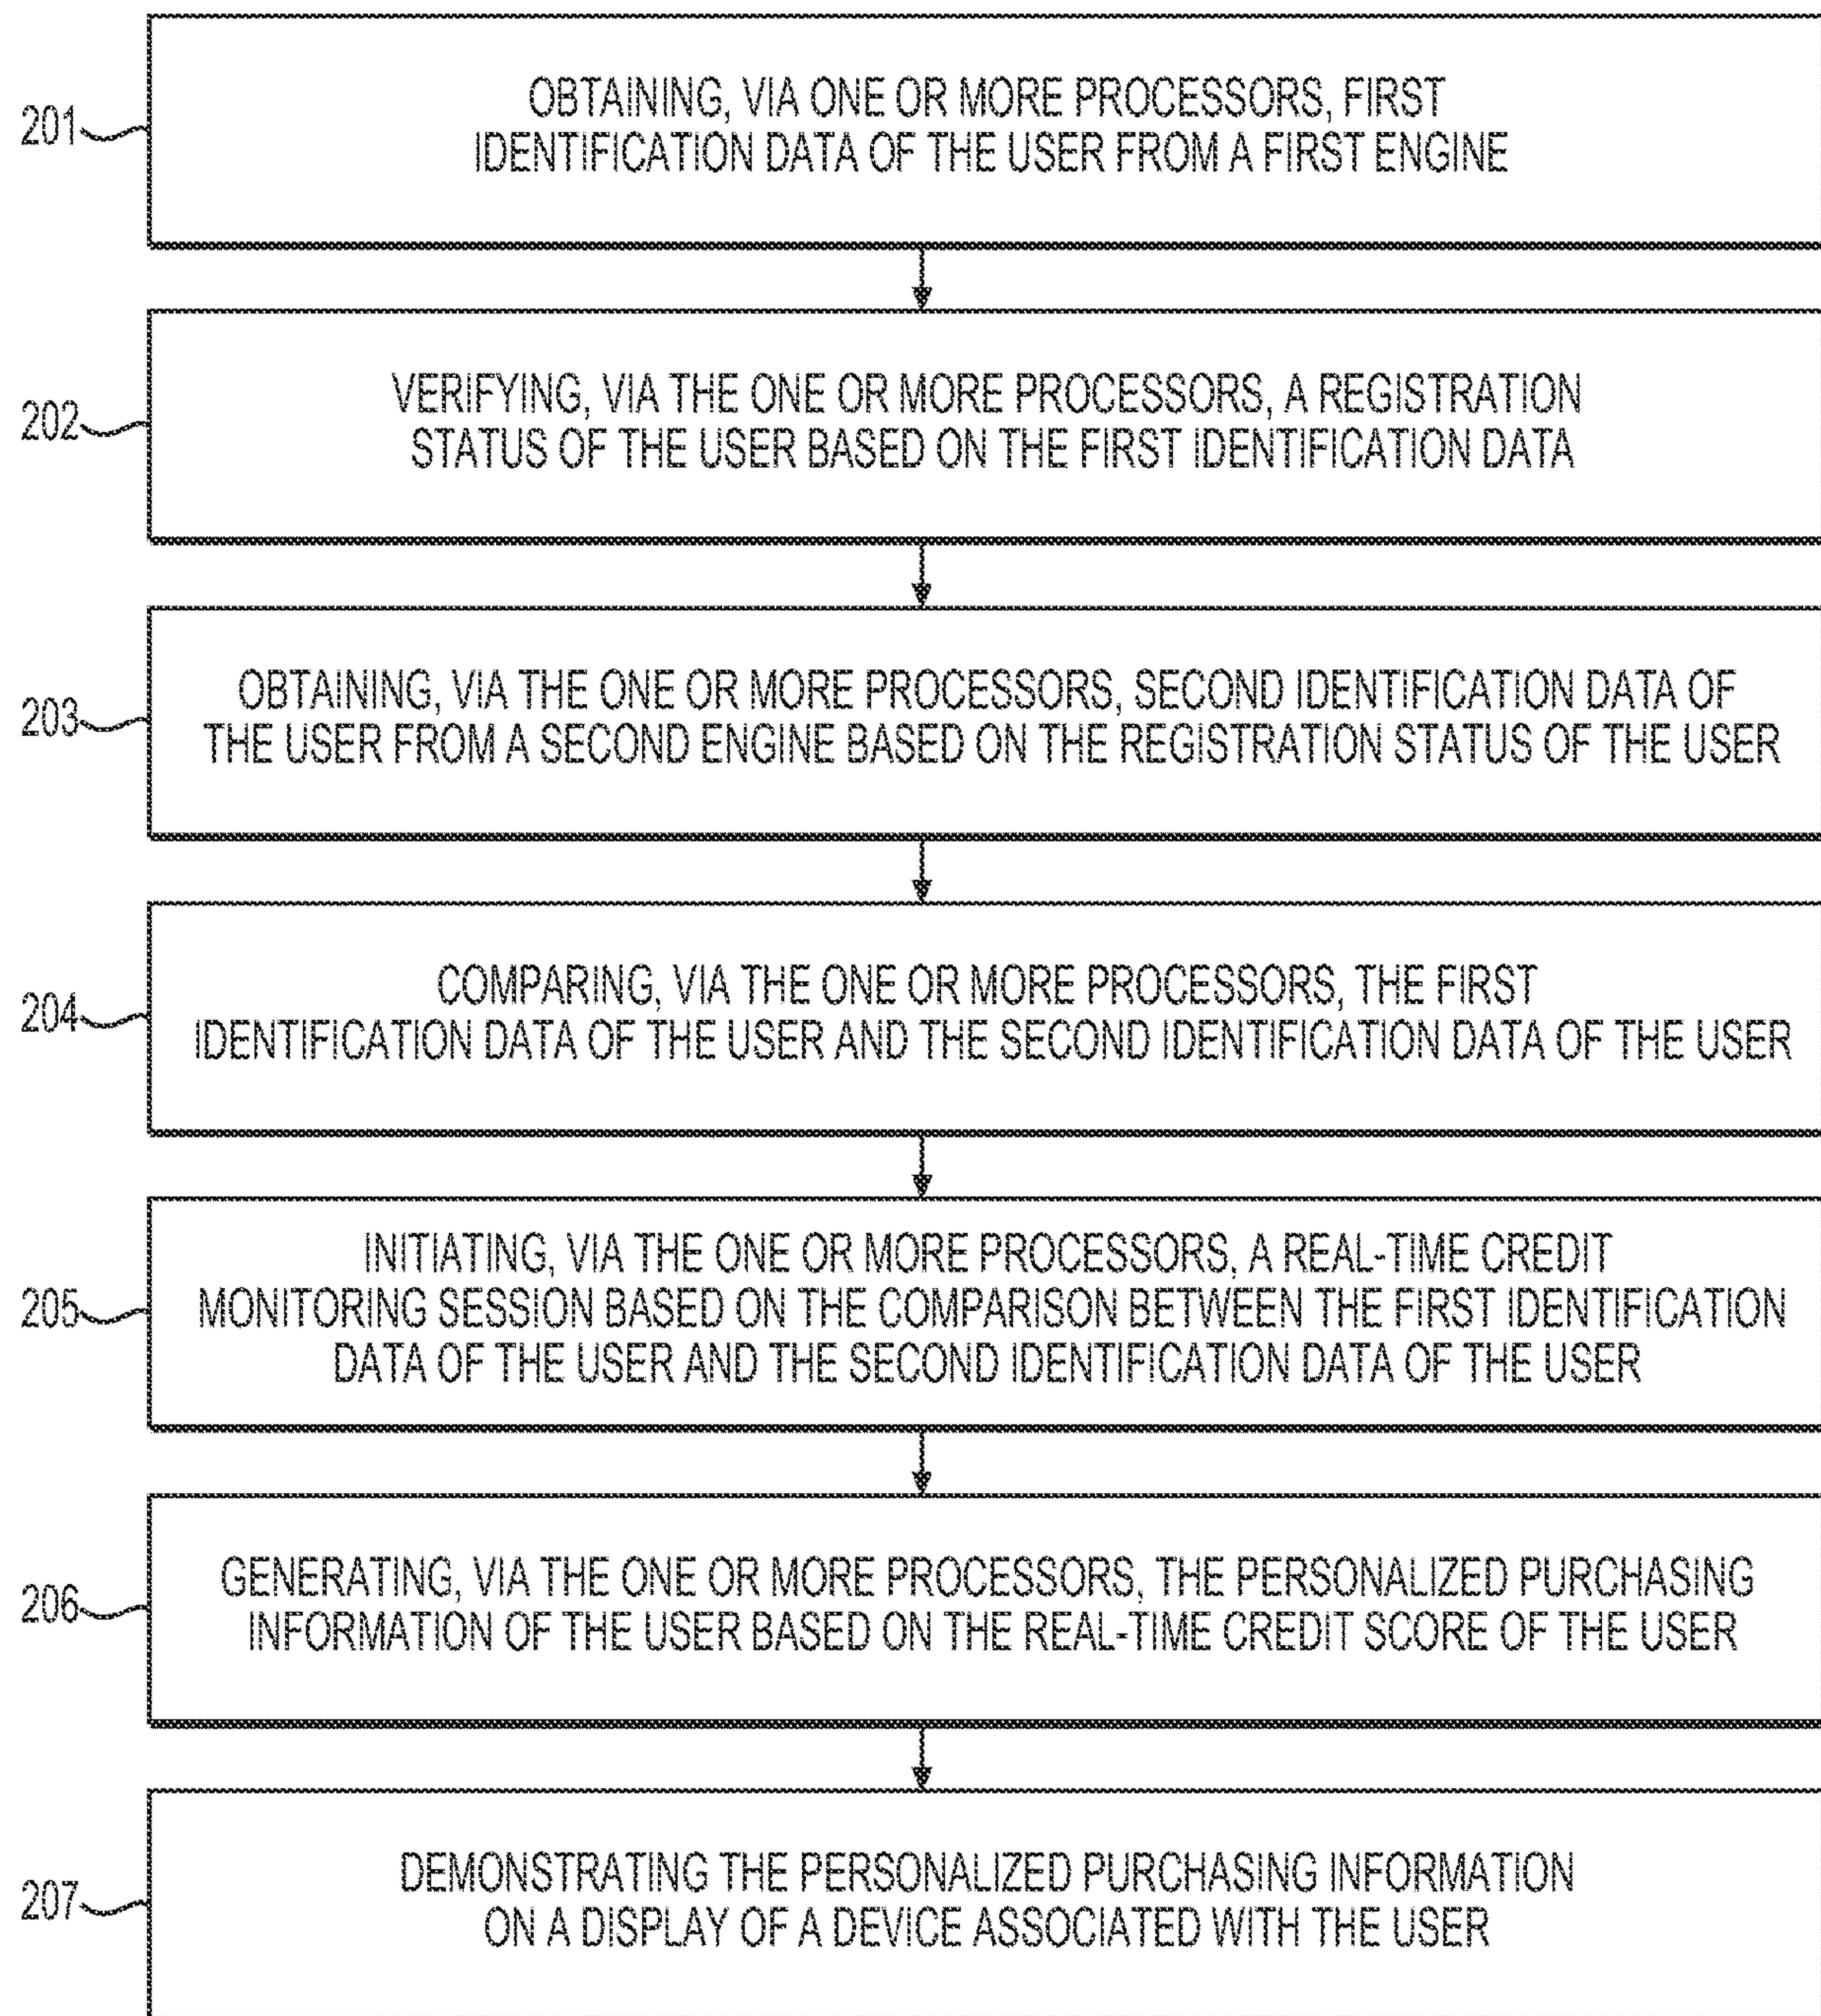 201
OBTAINING, VIA ONE OR MORE PROCESSORS, FIRST
IDENTIFICATION DATA OF THE USER FROM A FIRST ENGINE
202
VERIFYING, VIA THE ONE OR MORE PROCESSORS, A REGISTRATION
STATUS OF THE USER BASED ON THE FIRST IDENTIFICATION DATA
203
OBTAINING, VIA THE ONE OR MORE PROCESSORS, SECOND IDENTIFICATION DATA OF
THE USER FROM A SECOND ENGINE BASED ON THE REGISTRATION STATUS OF THE USER
204
COMPARING, VIA THE ONE OR MORE PROCESSORS, THE FIRST
IDENTIFICATION DATA OF THE USER AND THE SECOND IDENTIFICATION DATA OF THE USER
205
INITIATING, VIA THE ONE OR MORE PROCESSORS, A REAL-TIME CREDIT
MONITORING SESSION BASED ON THE COMPARISON BETWEEN THE FIRST IDENTIFICATION
DATA OF THE USER AND THE SECOND IDENTIFICATION DATA OF THE USER
206
GENERATING, VIA THE ONE OR MORE PROCESSORS, THE PERSONALIZED PURCHASING
INFORMATION OF THE USER BASED ON THE REAL-TIME CREDIT SCORE OF THE USER
207
DEMONSTRATING THE PERSONALIZED PURCHASING INFORMATION
ON A DISPLAY OF A DEVICE ASSOCIATED WITH THE USER